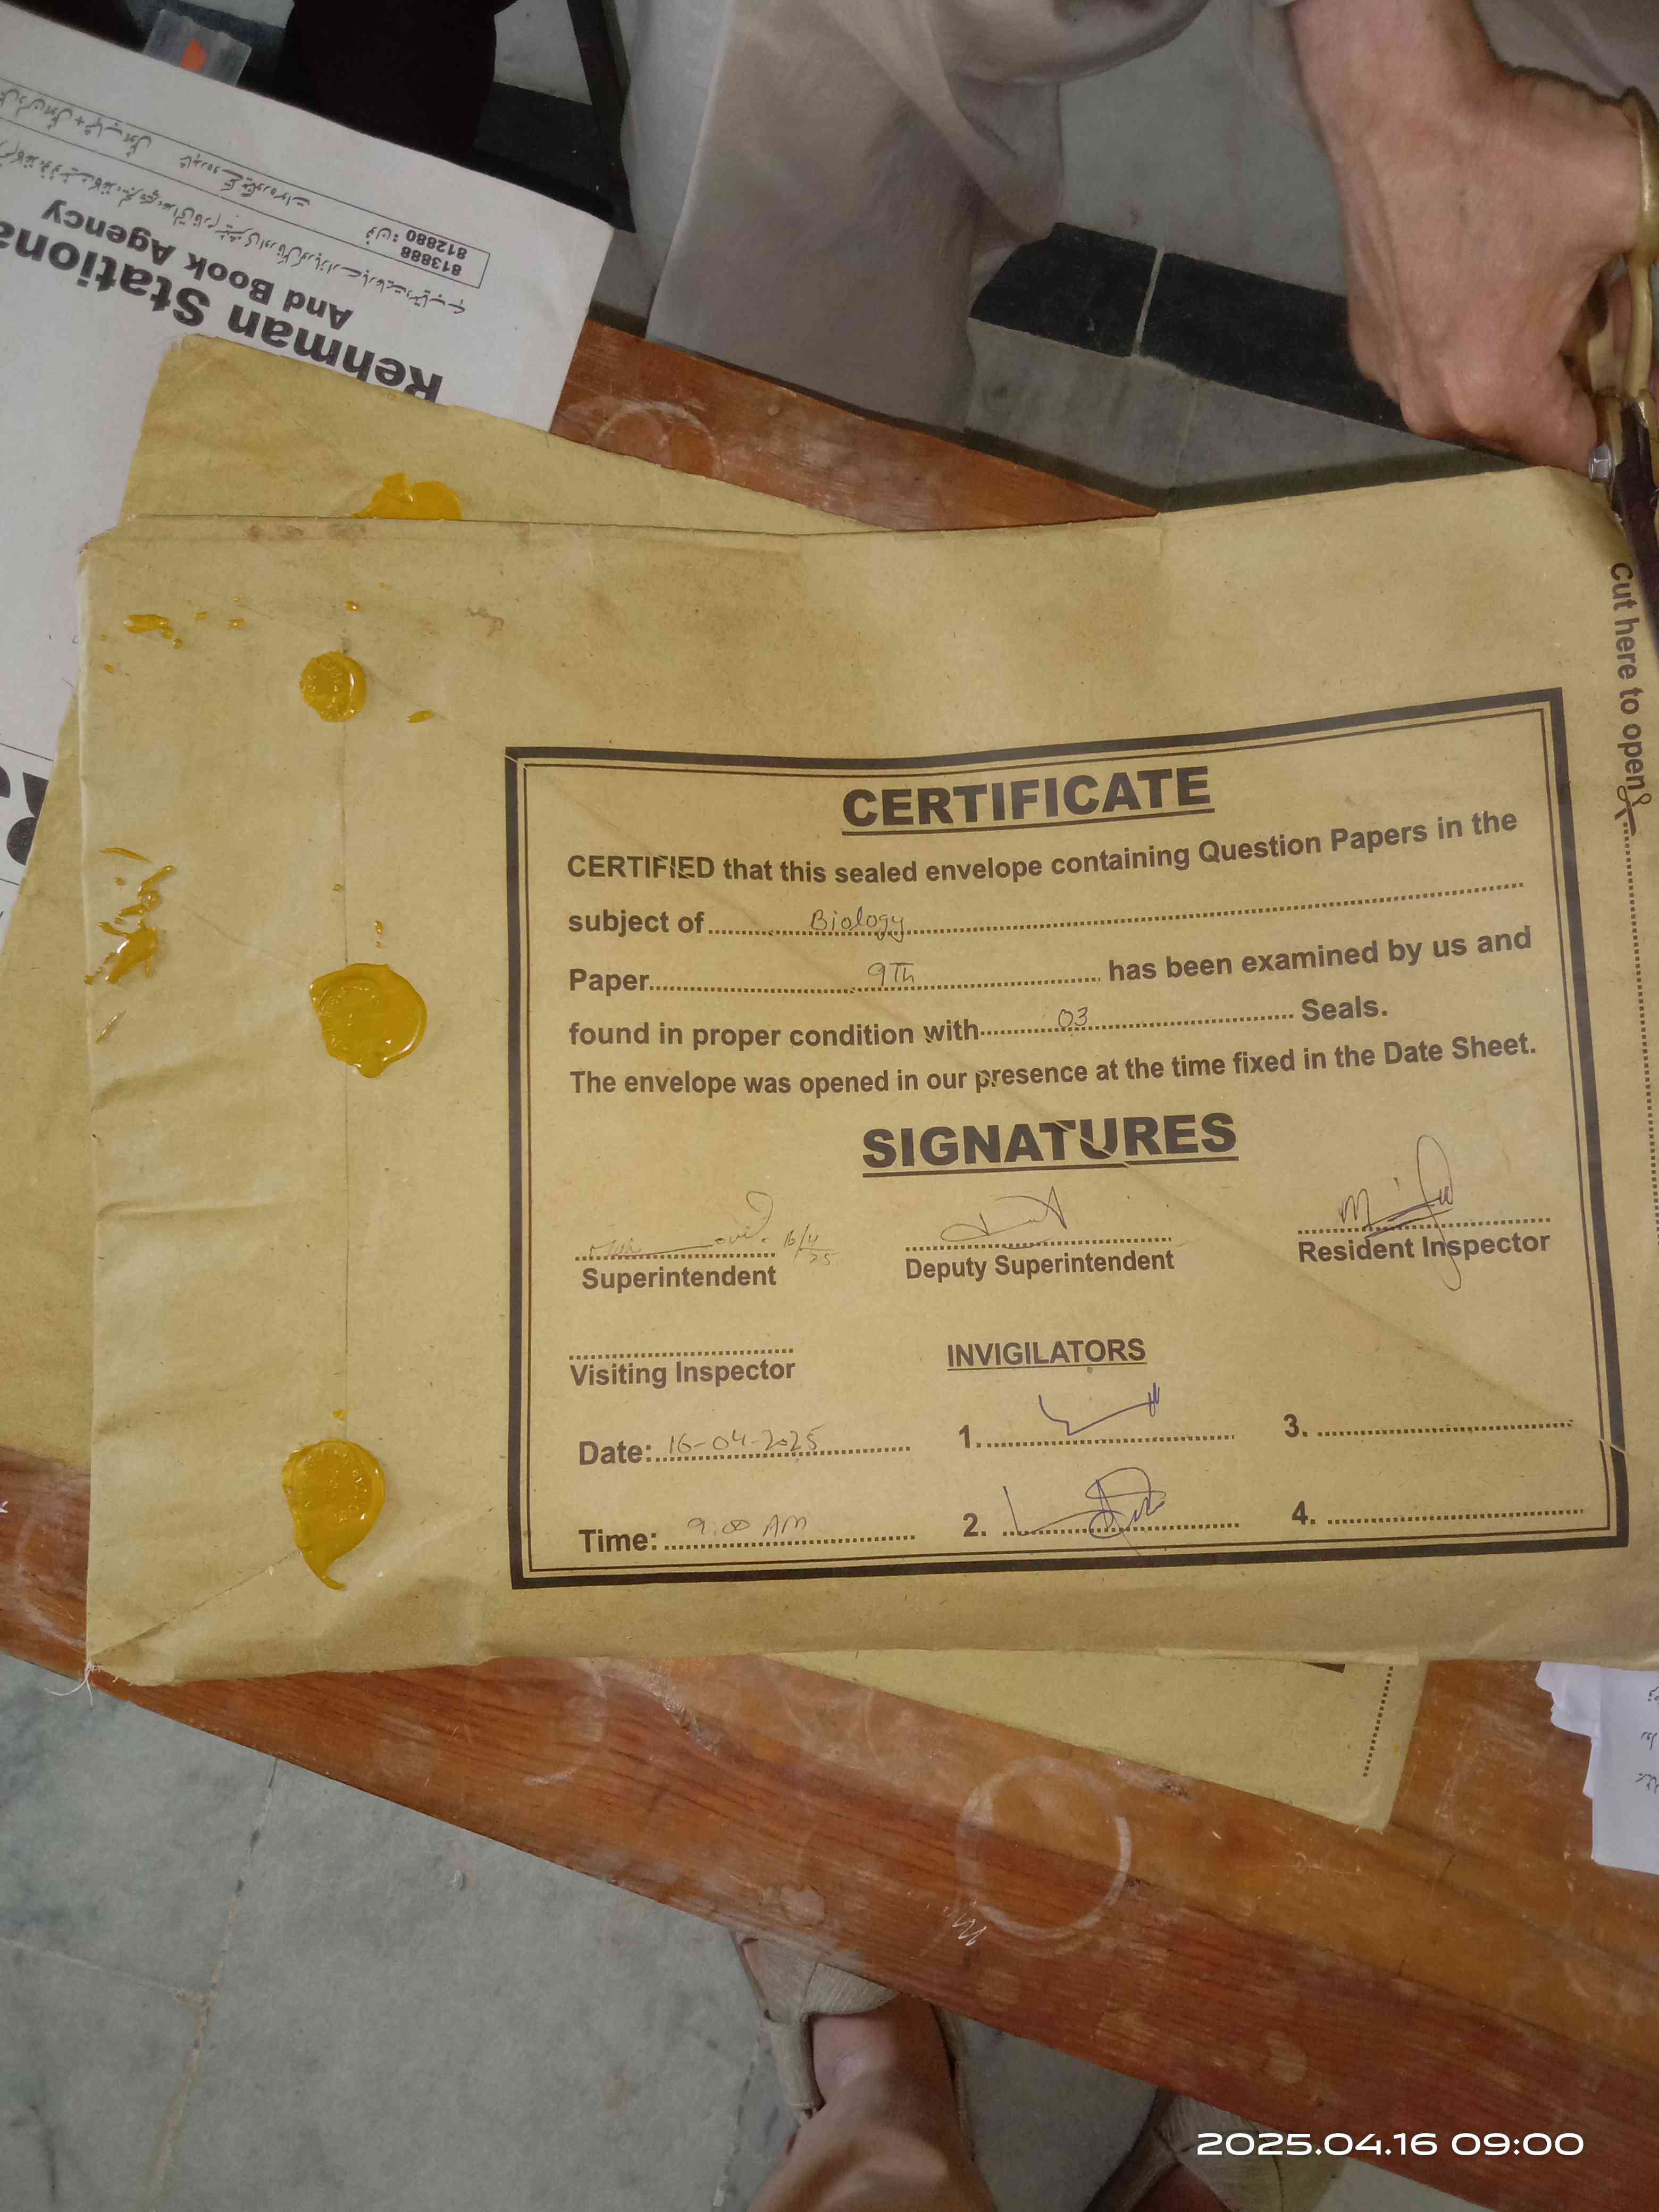 CERTIFICATE
CERTIFIED that this sealed envelope containing Question Papers in the
subject of Biology
Paper 9Th has been examined by us and
found in proper condition with 03 Seals.
The envelope was opened in our presence at the time fixed in the Date Sheet.
SIGNATURES
16/4/25
Superintendent
Deputy Superintendent
Resident Inspector
Visiting Inspector
INVIGILATORS
Date: 16-04-2025
1.
3.
Time: 9:00 AM
2.
4.
Cut here to open
Rehman
And Book Agency
813888
812880 : فون
2025.04.16 09:00